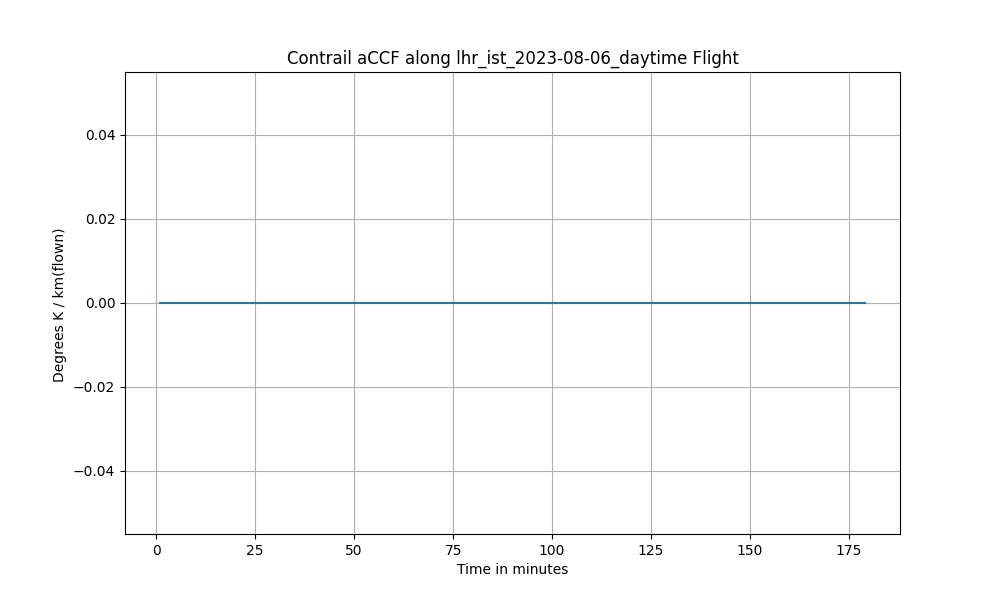 Contrail aCCF along lhr_ist_2023-08-06_daytime Flight
Degrees K / km(flown)
0.04
0.02
0.00
−0.02
−0.04
0 25 50 75 100 125 150 175
Time in minutes